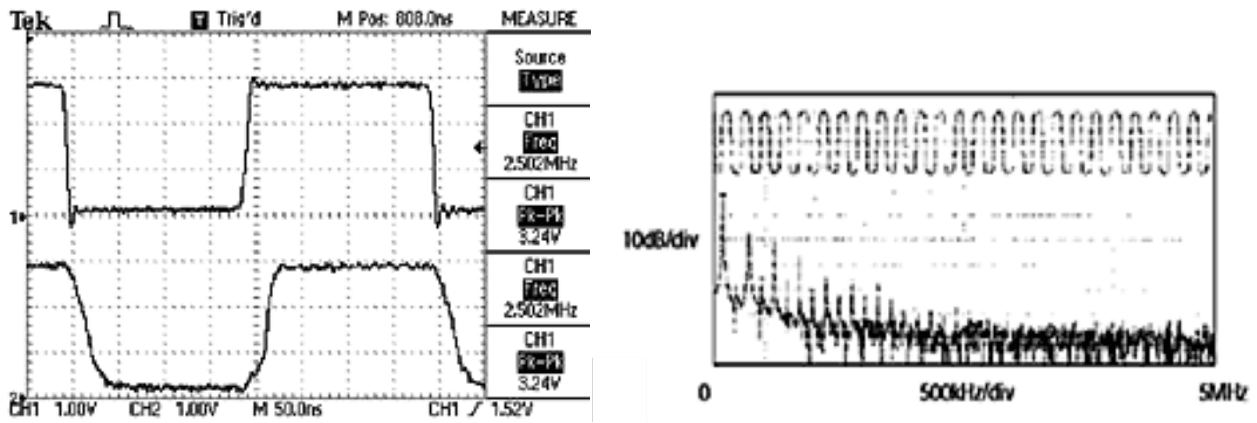 Tek T Trig'd M Pos: 808.0ns MEASURE
Source
Type
CH1
Freq
2.502MHz
CH1
Pk-Pk
3.24V
CH1
Freq
2.502MHz
CH1
Pk-Pk
3.24V
1
2
CH1 1.00V CH2 1.00V M 50.0ns CH1 1.52V
10dB/div
0 500kHz/div 5MHz